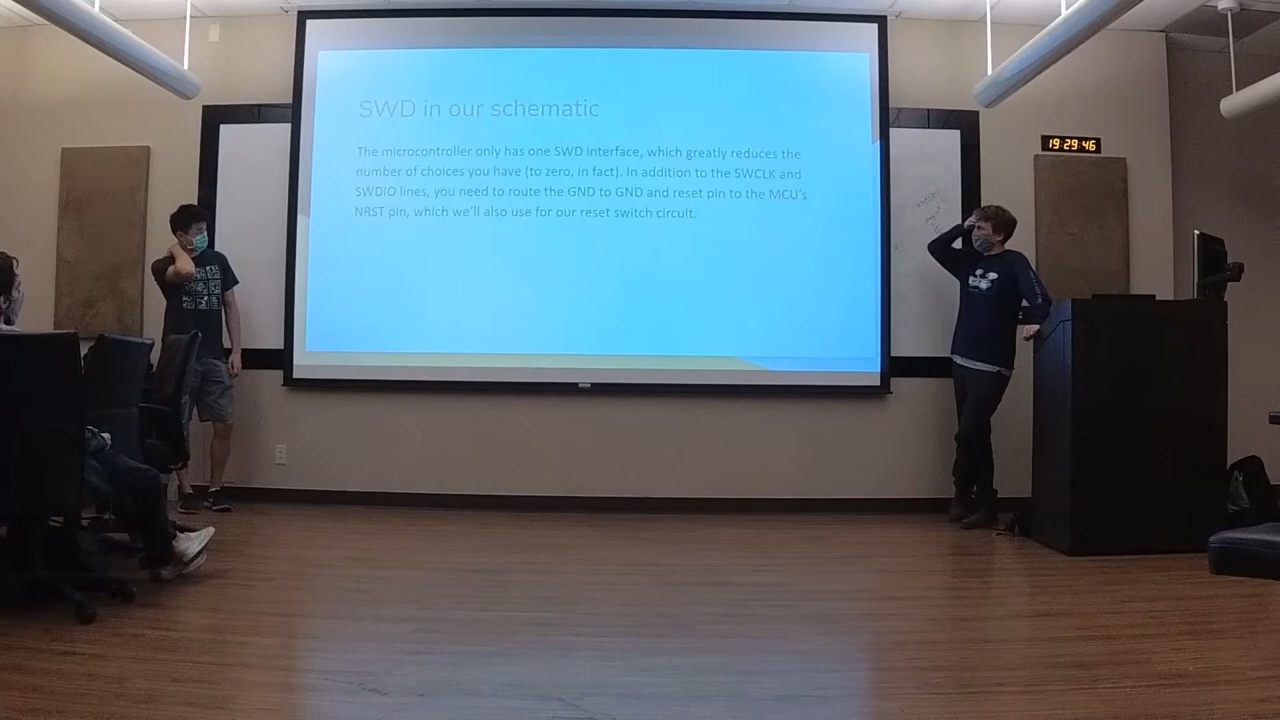 SWD in our schematic
19:29:46
The microcontroller only has one SWD interface, which greatly reduces the
number of choices you have (to zero, in fact). In addition to the SWCLK and
SWDIO lines, you need to route the GND to GND and reset pin to the MCU's
NRST pin, which we'll also use for our reset switch circuit.